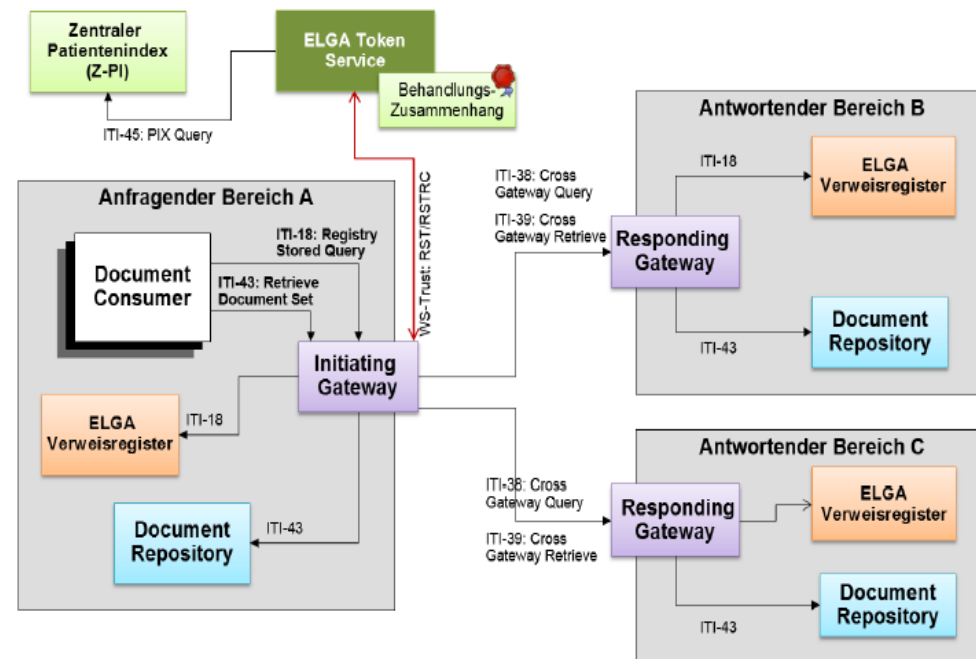 Zentraler
Patientenindex
(Z-PI)
ELGA Token
Service
Behandlungs-
Zusammenhang
ITI-45: PIX Query
WS-Trust: RST/RSTRC
Anfragender Bereich A
ITI-18: Registry
Stored Query
Document
Consumer
ITI-43: Retrieve
Document Set
Initiating
Gateway
ITI-18
ELGA
Verweisregister
ITI-43
Document
Repository
ITI-38: Cross
Gateway Query
ITI-39: Cross
Gateway Retrieve
Antwortender Bereich B
ITI-18
ELGA
Verweisregister
Responding
Gateway
ITI-43
Document
Repository
ITI-38: Cross
Gateway Query
ITI-39: Cross
Gateway Retrieve
Antwortender Bereich C
ELGA
Verweisregister
Responding
Gateway
ITI-43
Document
Repository